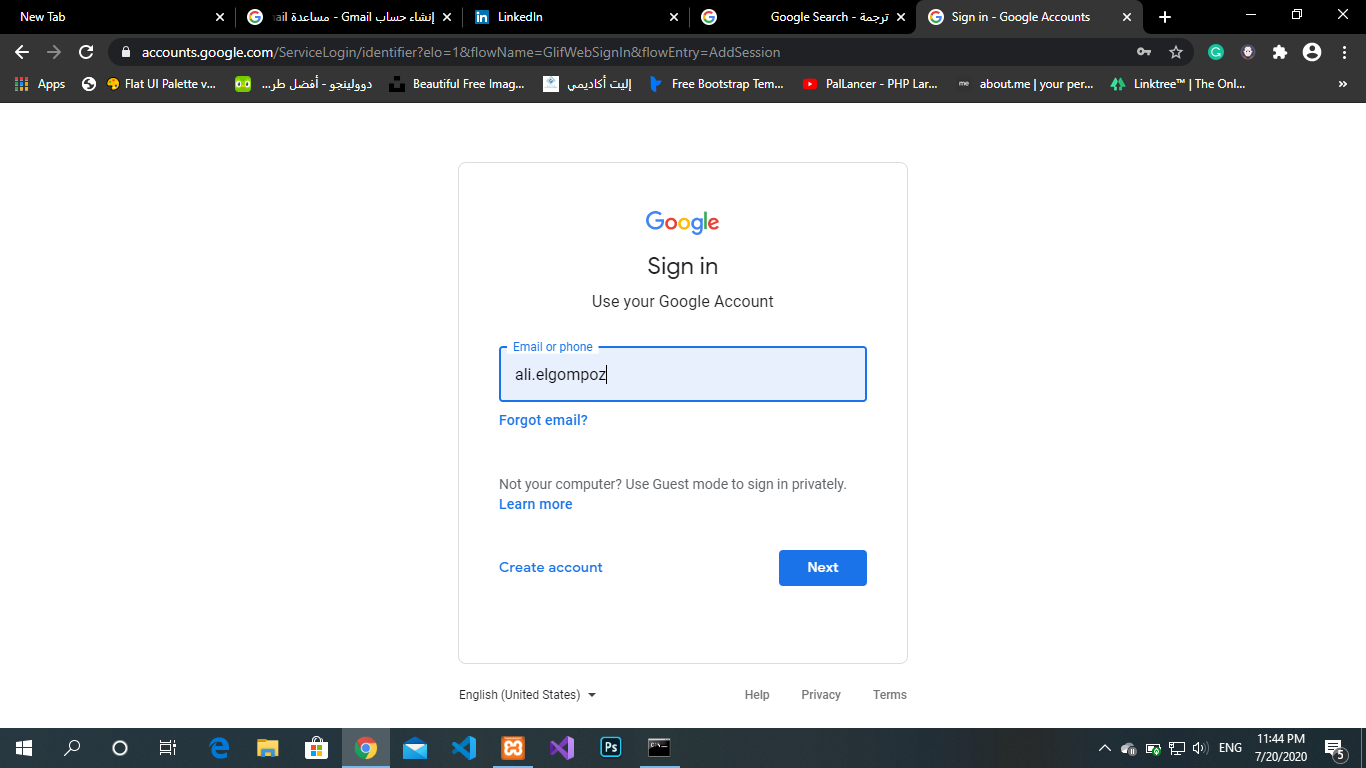 New Tab
إنشاء حساب Gmail - مساعدة
LinkedIn
ترجمة - Google Search
Sign in - Google Accounts
accounts.google.com/ServiceLogin/identifier?elo=1&flowName=GlifWebSignIn&flowEntry=AddSession
Apps
Flat UI Palette v...
دوولينجو - أفضل طر...
Beautiful Free Imag...
إليت أكاديمي
Free Bootstrap Tem...
PalLancer - PHP Lar...
me
about.me | your per...
Linktree™ | The Onl...
»
Google
Sign in
Use your Google Account
Email or phone
ali.elgompoz
Forgot email?
Not your computer? Use Guest mode to sign in privately.
Learn more
Create account
Next
English (United States)
Help
Privacy
Terms
Ps
ENG
11:44 PM
7/20/2020
5